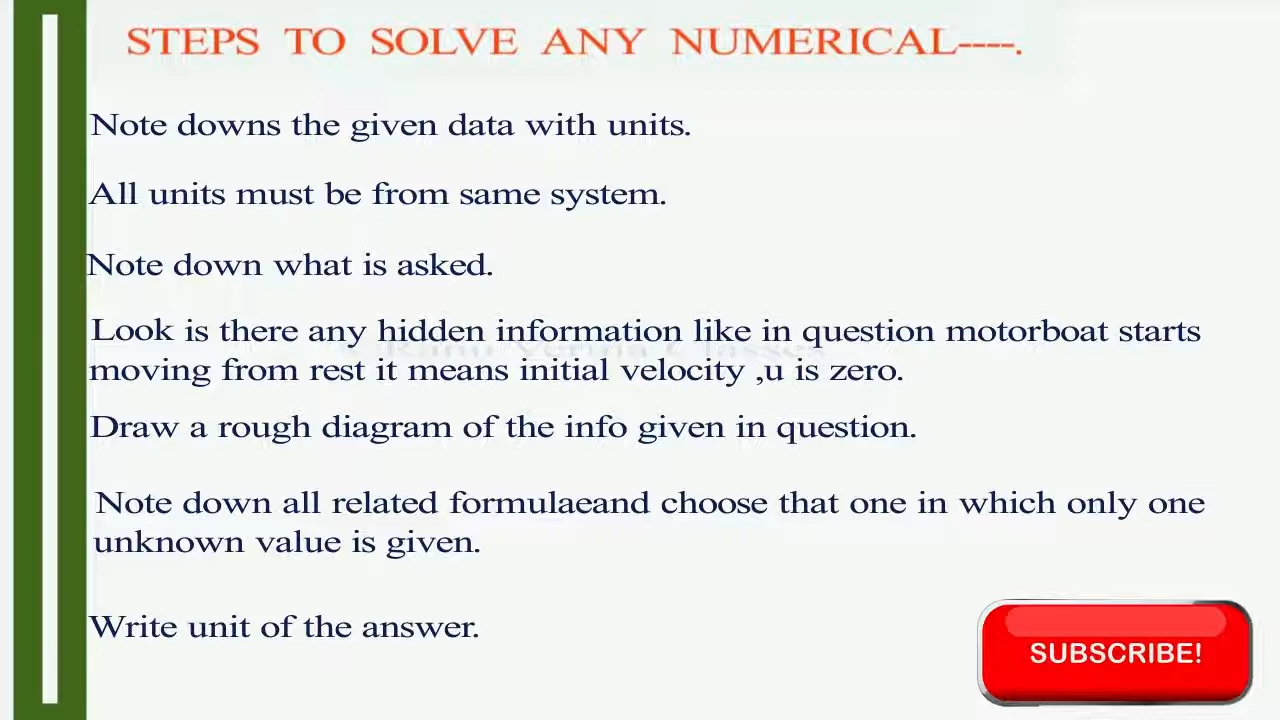 STEPS TO SOLVE ANY NUMERICAL----.
Note downs the given data with units.
All units must be from same system.
Note down what is asked.
Look is there any hidden information like in question motorboat starts
moving from rest it means initial velocity ,u is zero.
Draw a rough diagram of the info given in question.
Note down all related formulaeand choose that one in which only one
unknown value is given.
Write unit of the answer.
SUBSCRIBE!